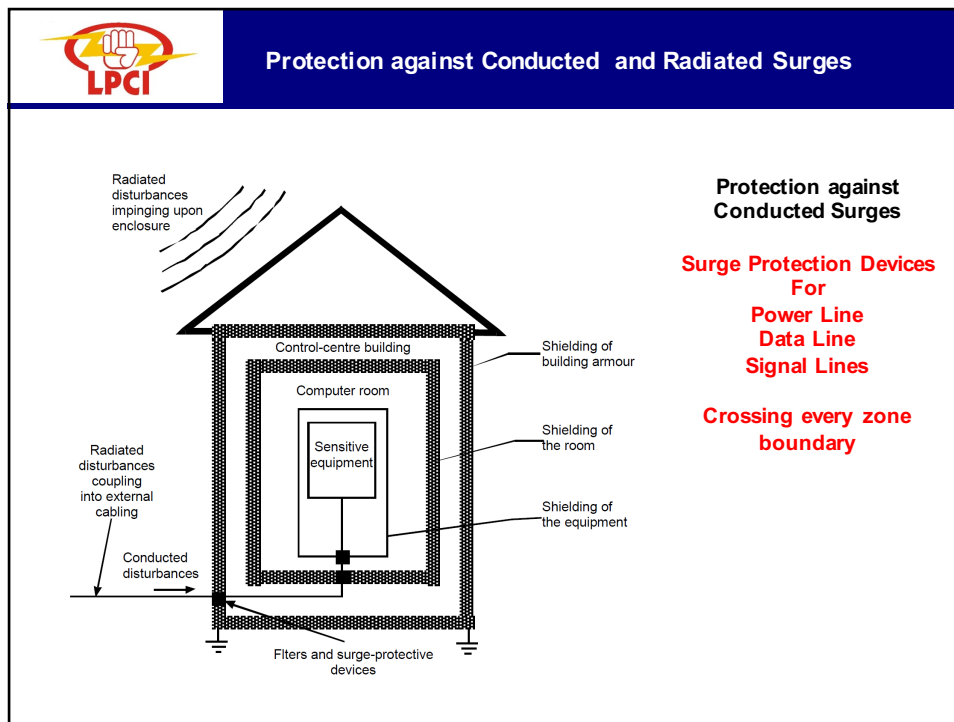 LPCI
Protection against Conducted and Radiated Surges
Radiated
disturbances
impinging upon
enclosure
Control-centre building
Computer room
Sensitive
equipment
Shielding of
building armour
Shielding of
the room
Shielding of
the equipment
Radiated
disturbances
coupling
into external
cabling
Conducted
disturbances
Flters and surge-protective
devices
Protection against
Conducted Surges
Surge Protection Devices
For
Power Line
Data Line
Signal Lines
Crossing every zone
boundary